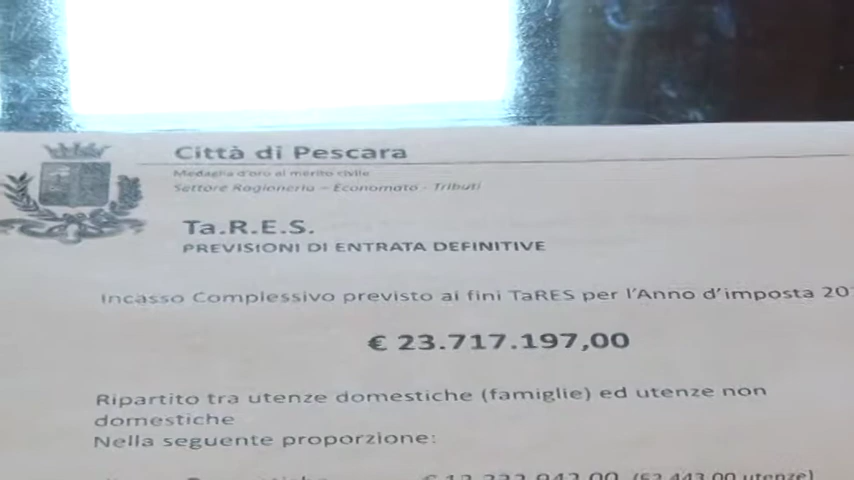 Città di Pescara
Medaglia d'oro al merito civile
Settore Ragioneria – Economato - Tributi
Ta.R.E.S.
PREVISIONI DI ENTRATA DEFINITIVE
Incasso Complessivo previsto ai fini TaRES per l'Anno d'imposta
€ 23.717.197,00
Ripartito tra utenze domestiche (famiglie) ed utenze non
domestiche
Nella seguente proporzione: